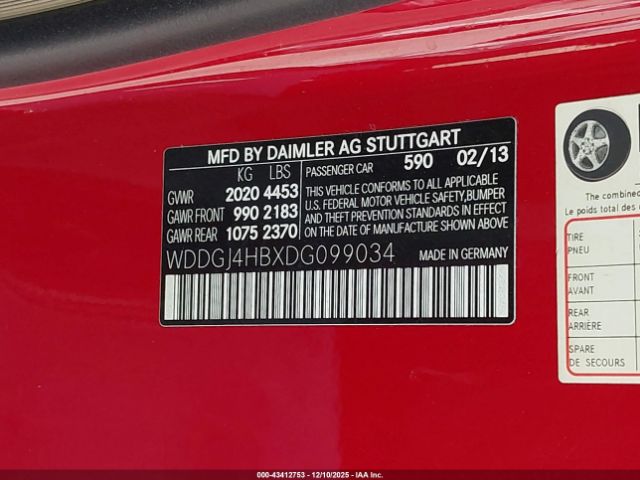 MFD BY DAIMLER AG STUTTGART
KG LBS
GVWR 2020 4453
GAWR FRONT 990 2183
GAWR REAR 1075 2370
PASSENGER CAR 590 02/13
THIS VEHICLE CONFORMS TO ALL APPLICABLE
U.S. FEDERAL MOTOR VEHICLE SAFETY,BUMPER
AND THEFT PREVENTION STANDARDS IN EFFECT
ON THE DATE OF MANUFACTURE SHOWN ABOVE.
WDDGJ4HBXDG099034
MADE IN GERMANY
The combined
Le poids total des
TIRE
PNEU
FRONT
AVANT
REAR
ARRIÈRE
SPARE
DE SECOURS
000-43412753 - 12/10/2025 - IAA Inc.